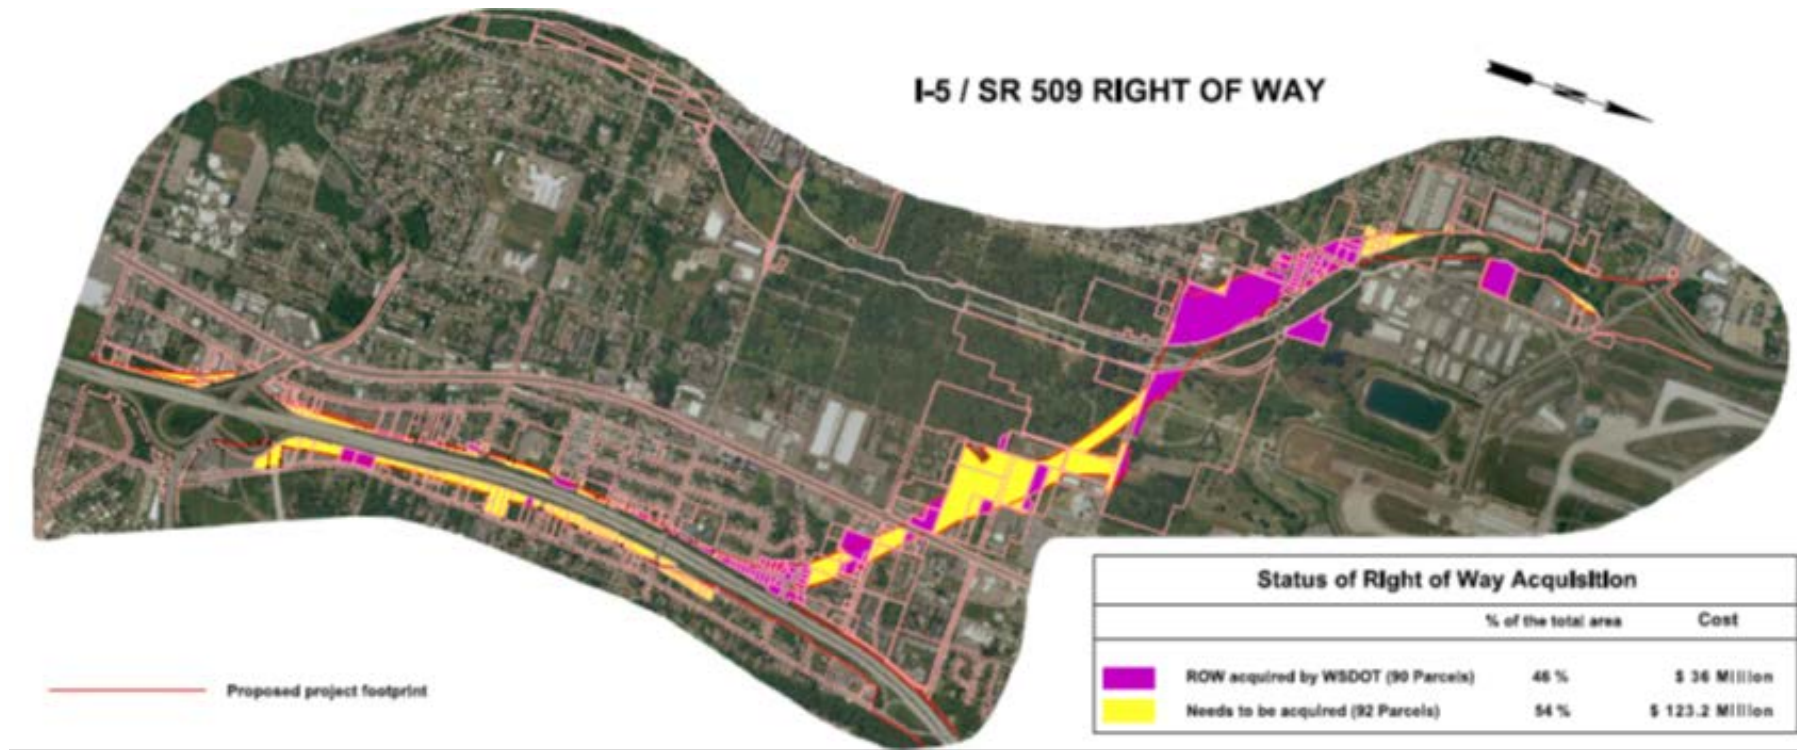 I-5 / SR 509 RIGHT OF WAY
Status of Right of Way Acquisition
% of the total area Cost
ROW acquired by WSDOT (90 Parcels) 46 % $ 36 Million
Needs to be acquired (92 Parcels) 54 % $ 123.2 Million
Proposed project footprint